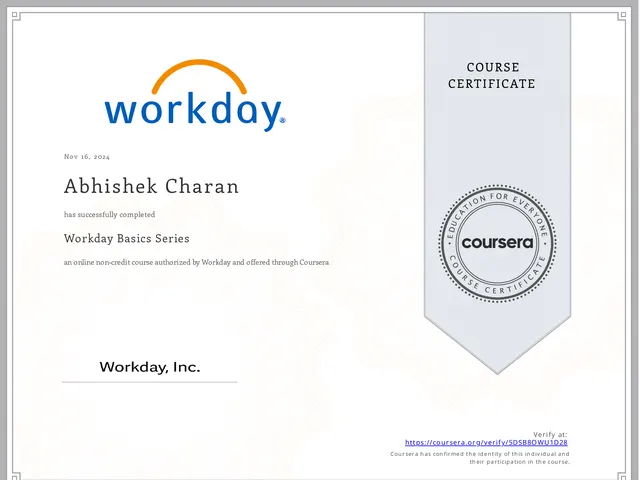 COURSE
CERTIFICATE
workday®
Nov 16, 2024
Abhishek Charan
has successfully completed
Workday Basics Series
an online non-credit course authorized by Workday and offered through Coursera
EDUCATION FOR EVERYONE
coursera
COURSE CERTIFICATE
Workday, Inc.
Verify at:
https://coursera.org/verify/5DSB8OWU1D28
Coursera has confirmed the identity of this individual and
their participation in the course.